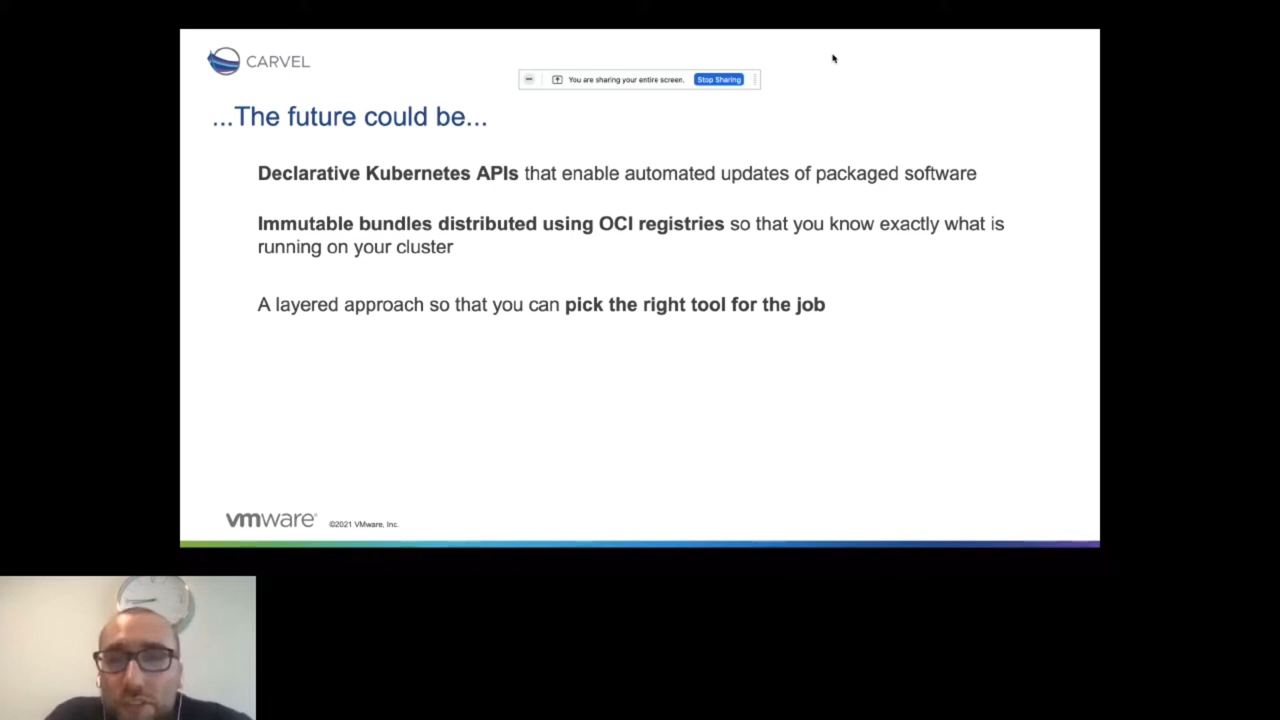 CARVEL
You are sharing your entire screen.
Stop Sharing
...The future could be...
Declarative Kubernetes APIs that enable automated updates of packaged software
Immutable bundles distributed using OCI registries so that you know exactly what is
running on your cluster
A layered approach so that you can pick the right tool for the job
vmware®
©2021 VMware, Inc.